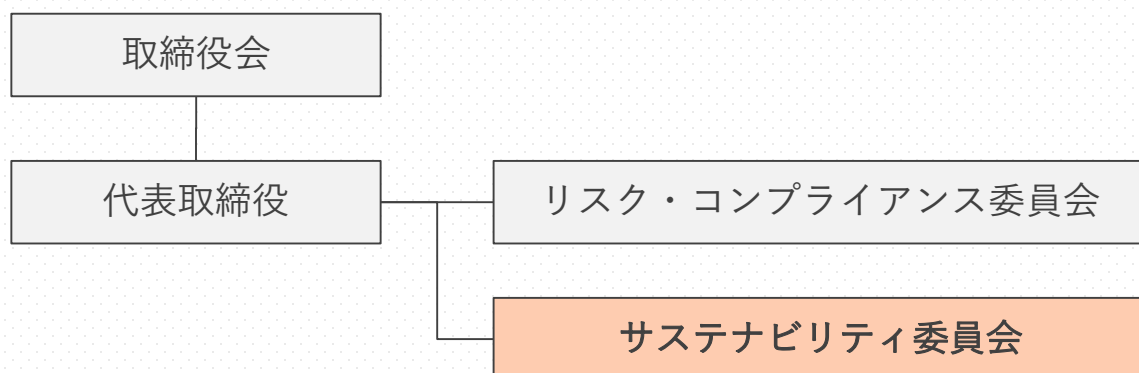 取締役会
代表取締役
リスク・コンプライアンス委員会
サステナビリティ委員会